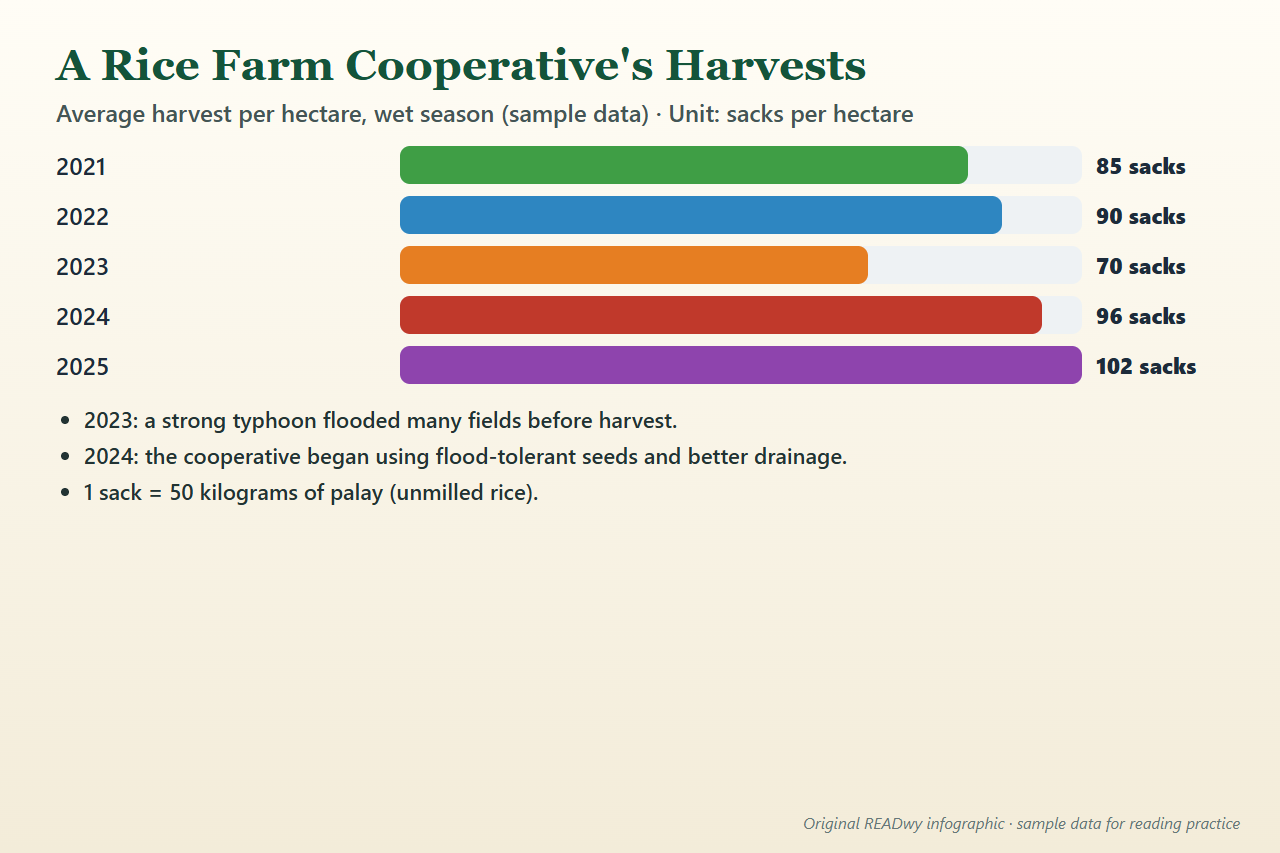 A Rice Farm Cooperative's Harvests
Average harvest per hectare, wet season (sample data) · Unit: sacks per hectare
2021 85 sacks
2022 90 sacks
2023 70 sacks
2024 96 sacks
2025 102 sacks
• 2023: a strong typhoon flooded many fields before harvest.
• 2024: the cooperative began using flood-tolerant seeds and better drainage.
• 1 sack = 50 kilograms of palay (unmilled rice).
Original READwy infographic · sample data for reading practice